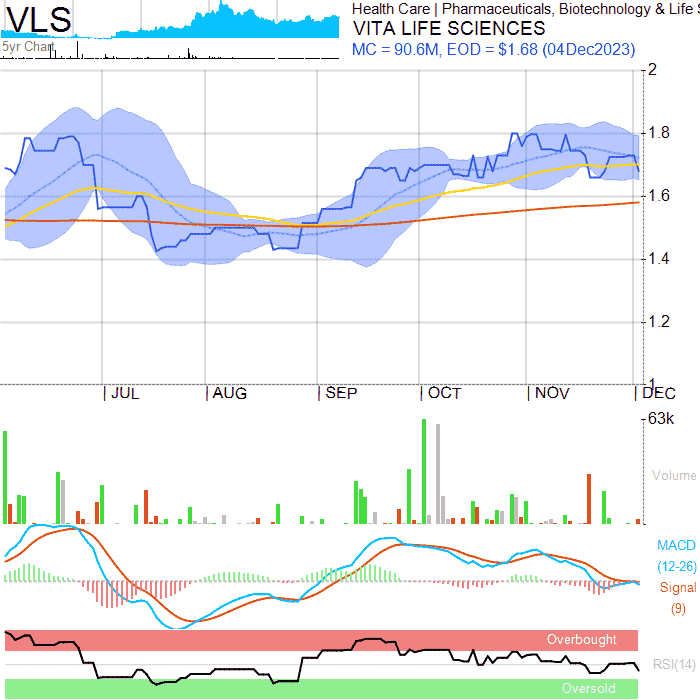 VLS
5yr Chart
Health Care | Pharmaceuticals, Biotechnology & Life S
VITA LIFE SCIENCES
MC = 90.6M, EOD = $1.68 (04Dec2023)
2
1.8
1.6
1.4
1.2
1
JUL AUG SEP OCT NOV DEC
63k
Volume
MACD
(12-26)
Signal
(9)
Overbought
RSI(14)
Oversold